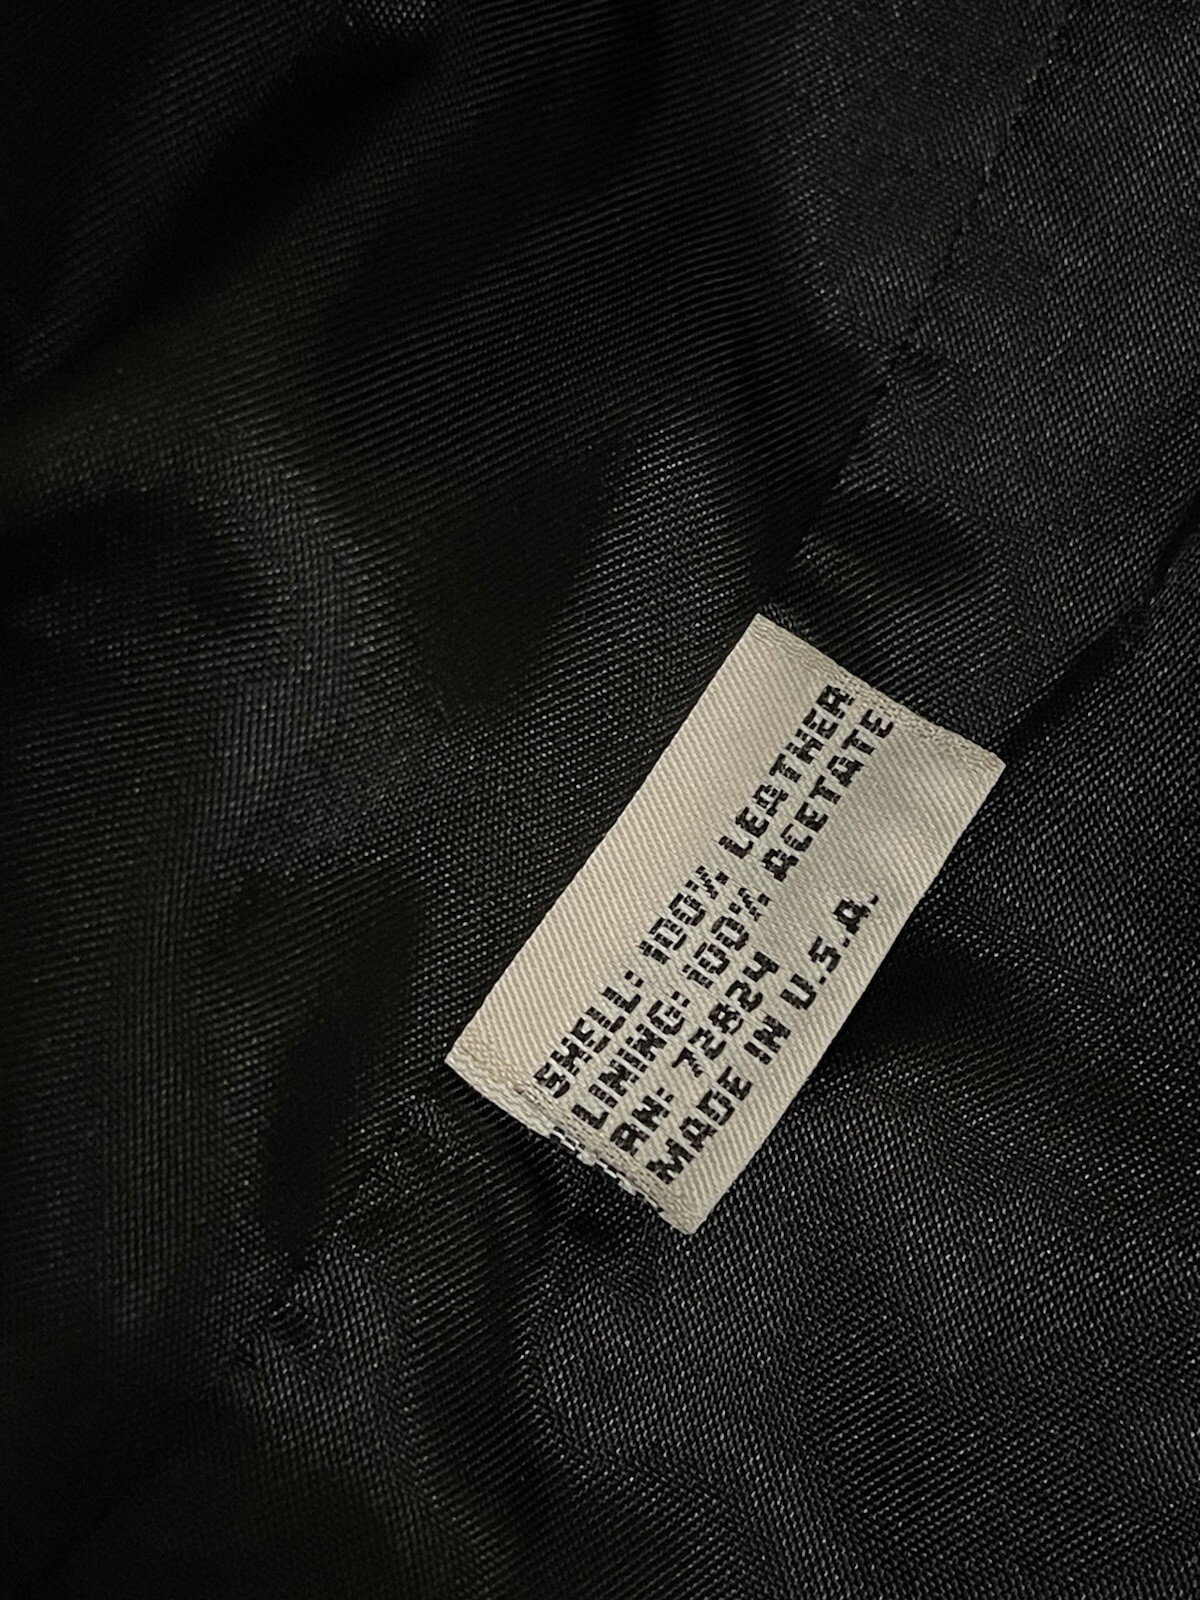 SHELL: 100% LEATHER
LINING: 100% ACETATE
RN: 72824
MADE IN U.S.A.